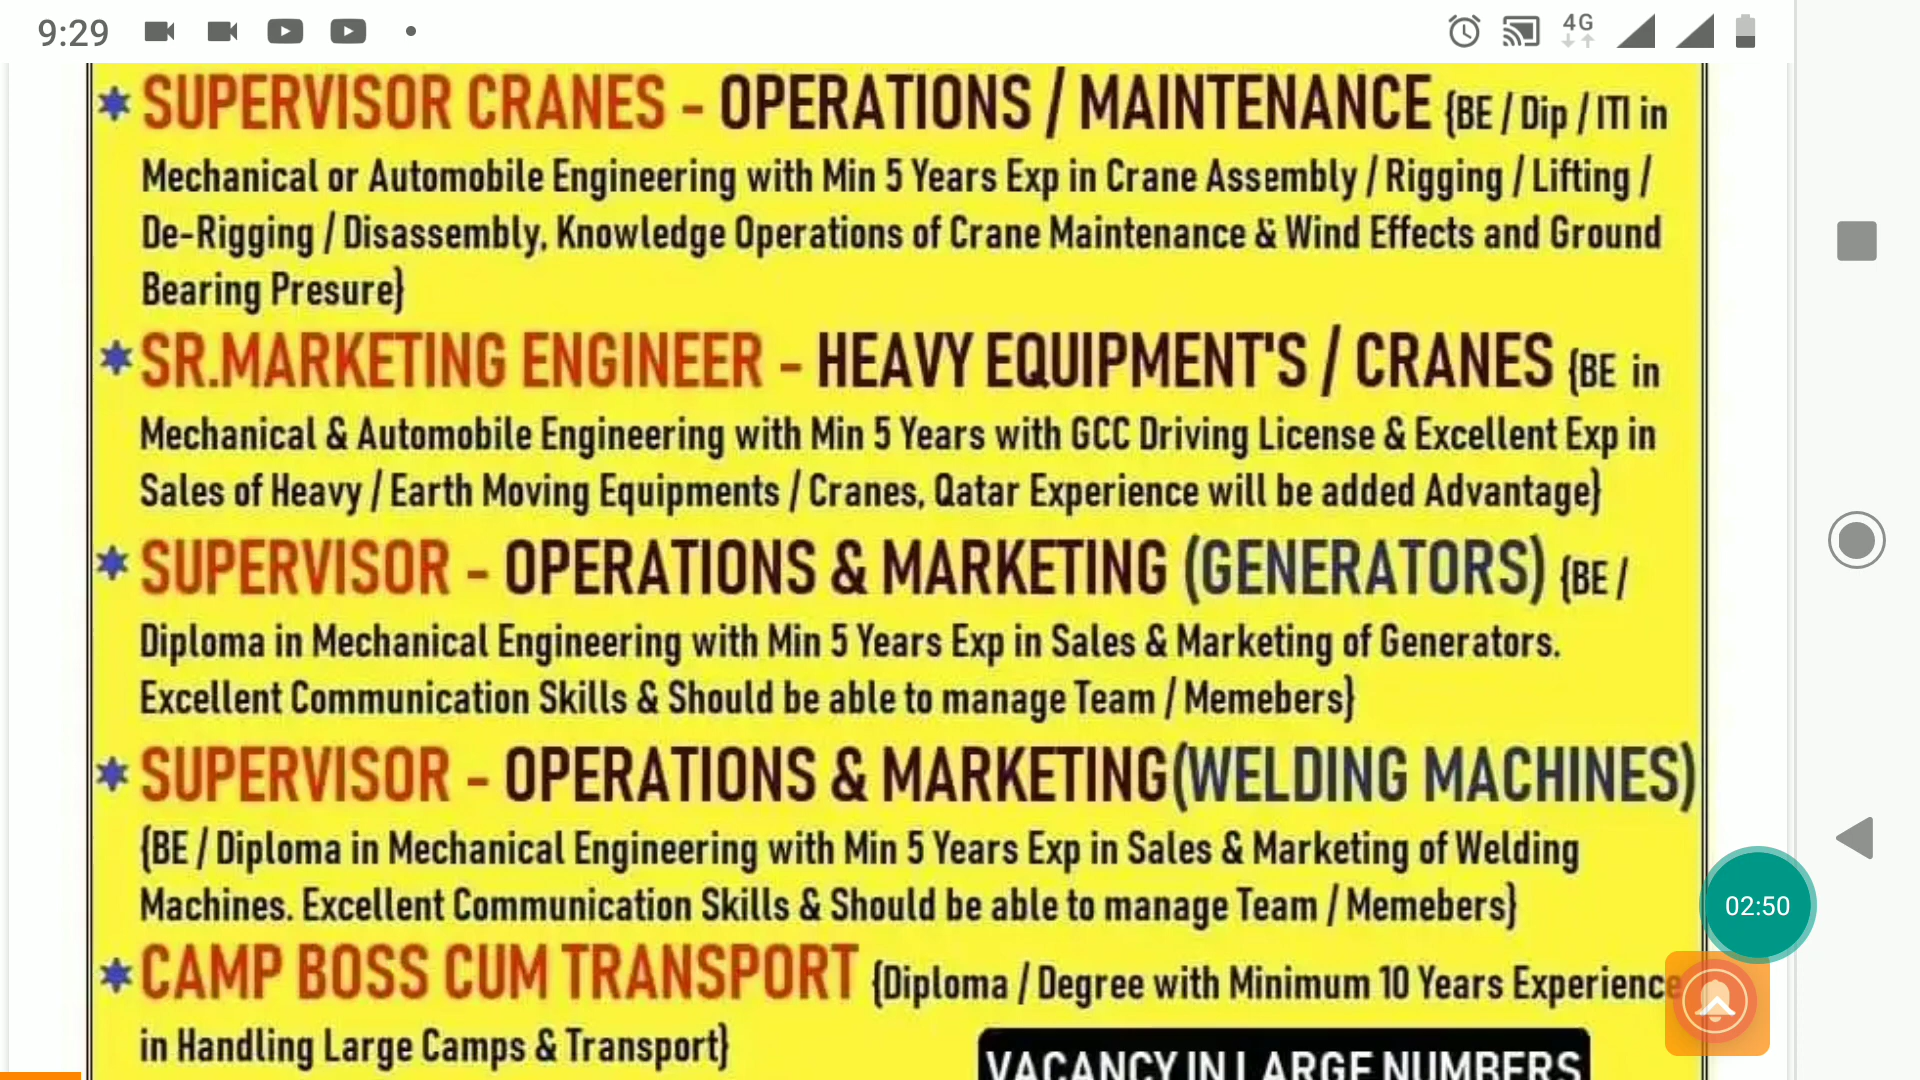 9:29
4G
SUPERVISOR CRANES - OPERATIONS / MAINTENANCE {BE / Dip / ITI in
Mechanical or Automobile Engineering with Min 5 Years Exp in Crane Assembly / Rigging / Lifting /
De-Rigging / Disassembly, Knowledge Operations of Crane Maintenance & Wind Effects and Ground
Bearing Presure}
SR.MARKETING ENGINEER - HEAVY EQUIPMENT'S / CRANES {BE in
Mechanical & Automobile Engineering with Min 5 Years with GCC Driving License & Excellent Exp in
Sales of Heavy / Earth Moving Equipments / Cranes, Qatar Experience will be added Advantage}
SUPERVISOR - OPERATIONS & MARKETING (GENERATORS) {BE /
Diploma in Mechanical Engineering with Min 5 Years Exp in Sales & Marketing of Generators.
Excellent Communication Skills & Should be able to manage Team / Memebers}
SUPERVISOR - OPERATIONS & MARKETING(WELDING MACHINES)
{BE / Diploma in Mechanical Engineering with Min 5 Years Exp in Sales & Marketing of Welding
Machines. Excellent Communication Skills & Should be able to manage Team / Memebers}
02:50
CAMP BOSS CUM TRANSPORT {Diploma / Degree with Minimum 10 Years Experience
in Handling Large Camps & Transport}
VACANCY IN LARGE NUMBERS